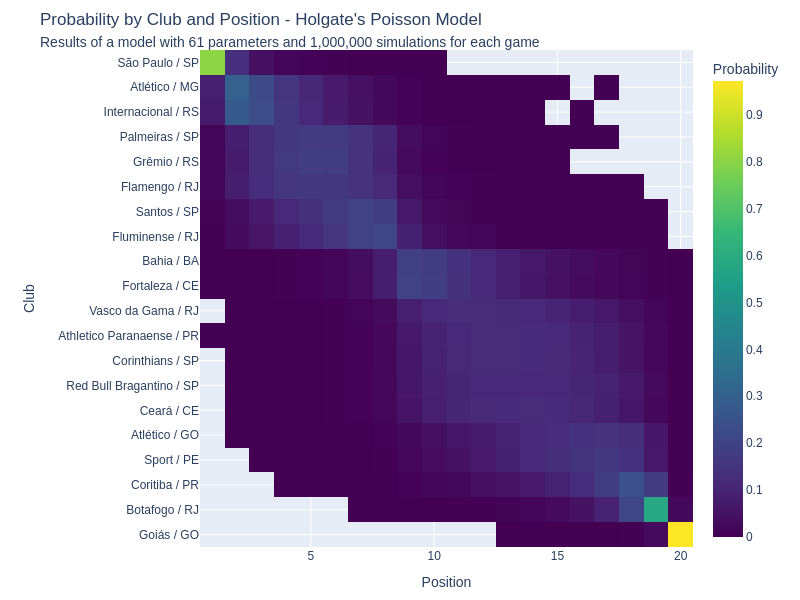 Probability by Club and Position - Holgate's Poisson Model
Results of a model with 61 parameters and 1,000,000 simulations for each game
Probability
São Paulo / SP
Atlético / MG
Internacional / RS
Palmeiras / SP
Grêmio / RS
Flamengo / RJ
Santos / SP
Fluminense / RJ
Bahia / BA
Fortaleza / CE
Vasco da Gama / RJ
Athletico Paranaense / PR
Corinthians / SP
Red Bull Bragantino / SP
Ceará / CE
Atlético / GO
Sport / PE
Coritiba / PR
Botafogo / RJ
Goiás / GO
Club
5
10
15
20
Position
0.9
0.8
0.7
0.6
0.5
0.4
0.3
0.2
0.1
0